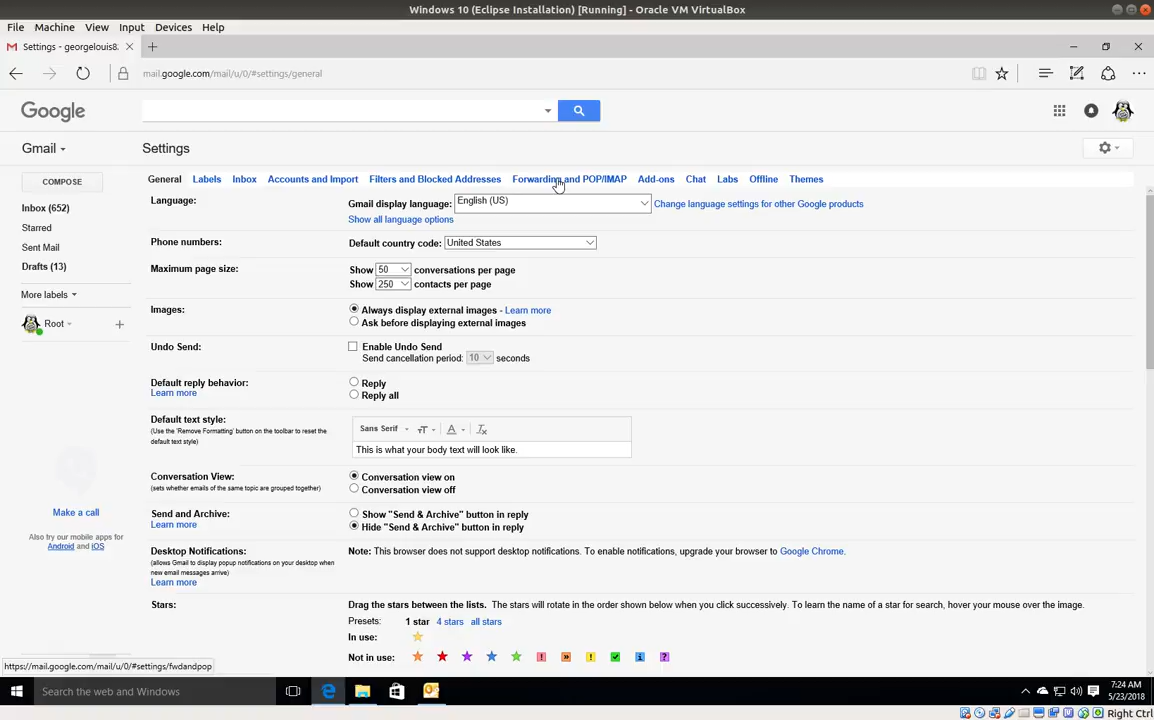 Windows 10 (Eclipse Installation) [Running] - Oracle VM VirtualBox
File Machine View Input Devices Help
Settings - georgelouis8.
mail.google.com/mail/u/0/#settings/general
Google
Gmail
Settings
COMPOSE
General Labels Inbox Accounts and Import Filters and Blocked Addresses Forwarding and POP/IMAP Add-ons Chat Labs Offline Themes
Inbox (652)
Starred
Sent Mail
Drafts (13)
More labels
Root
Make a call
Also try our mobile apps for
Android and iOS
Language:
Gmail display language: English (US) Change language settings for other Google products
Show all language options
Phone numbers:
Default country code: United States
Maximum page size:
Show 50 conversations per page
Show 250 contacts per page
Images:
Always display external images - Learn more
Ask before displaying external images
Undo Send:
Enable Undo Send
Send cancellation period: 10 seconds
Default reply behavior:
Learn more
Reply
Reply all
Default text style:
(Use the 'Remove Formatting' button on the toolbar to reset the
default text style)
Sans Serif
This is what your body text will look like.
Conversation View:
(sets whether emails of the same topic are grouped together)
Conversation view on
Conversation view off
Send and Archive:
Learn more
Show "Send & Archive" button in reply
Hide "Send & Archive" button in reply
Desktop Notifications:
(allows Gmail to display popup notifications on your desktop when
new email messages arrive)
Learn more
Note: This browser does not support desktop notifications. To enable notifications, upgrade your browser to Google Chrome.
Stars:
Drag the stars between the lists. The stars will rotate in the order shown below when you click successively. To learn the name of a star for search, hover your mouse over the image.
Presets: 1 star 4 stars all stars
In use:
Not in use:
https://mail.google.com/mail/u/0/#settings/fwdandpop
Search the web and Windows
7:24 AM
5/23/2018
Right Ctrl